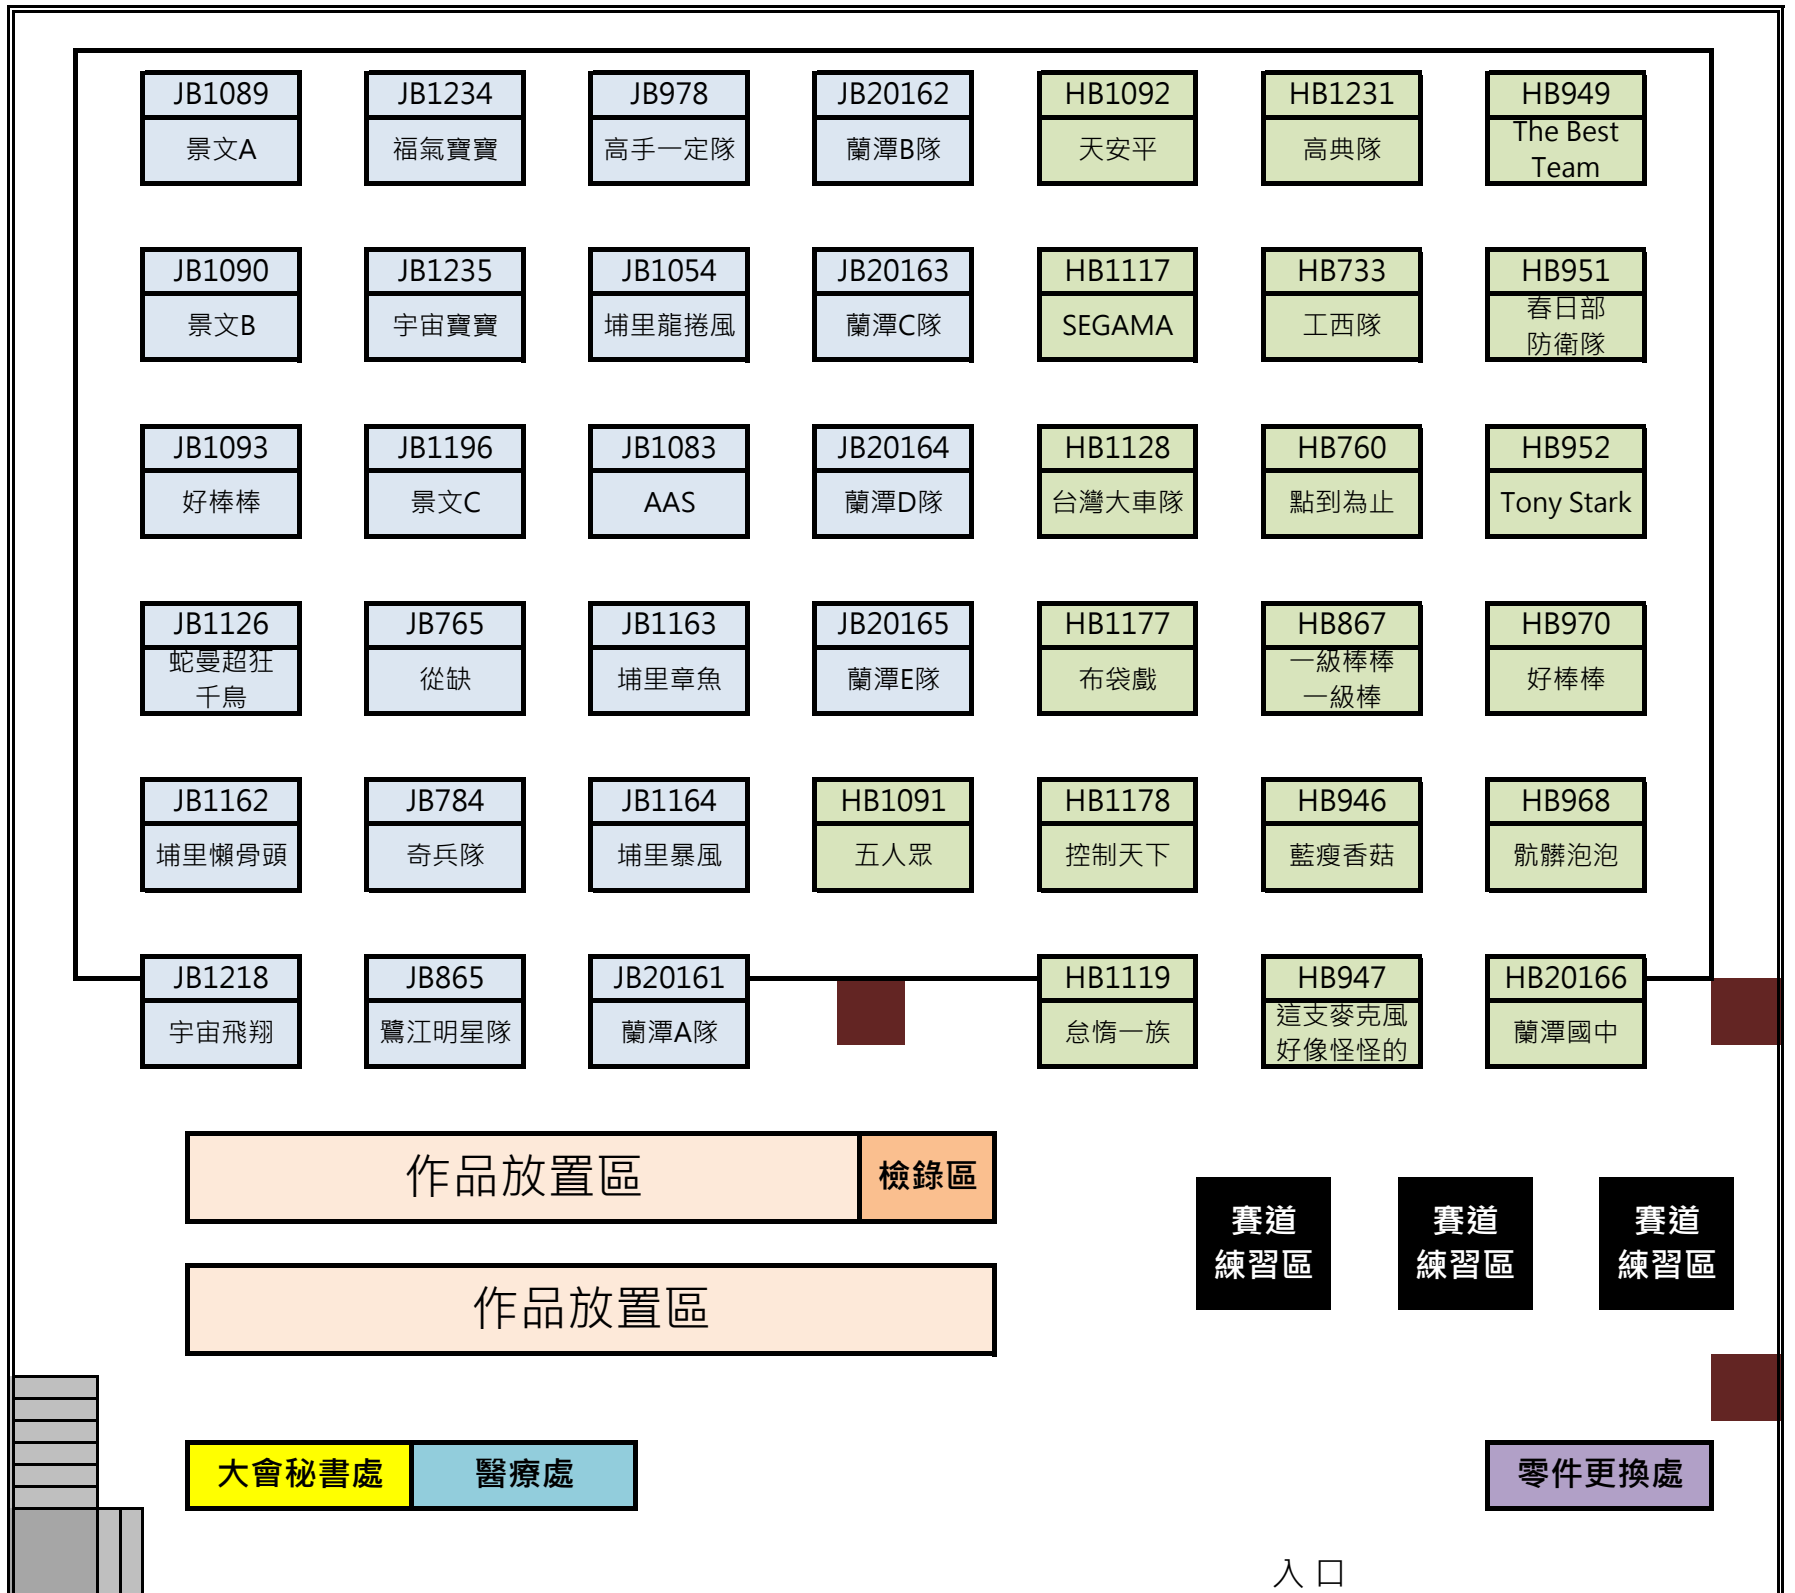 JB1089
景文A
JB1234
福氣寶寶
JB978
高手一定隊
JB20162
蘭潭B隊
HB1092
天安平
HB1231
高典隊
HB949
The Best
Team
JB1090
景文B
JB1235
宇宙寶寶
JB1054
埔里龍捲風
JB20163
蘭潭C隊
HB1117
SEGAMA
HB733
工西隊
HB951
春日部
防衛隊
JB1093
好棒棒
JB1196
景文C
JB1083
AAS
JB20164
蘭潭D隊
HB1128
台灣大車隊
HB760
點到為止
HB952
Tony Stark
JB1126
蛇曼超狂
千鳥
JB765
從缺
JB1163
埔里章魚
JB20165
蘭潭E隊
HB1177
布袋戲
HB867
一級棒棒
一級棒
HB970
好棒棒
JB1162
埔里懶骨頭
JB784
奇兵隊
JB1164
埔里暴風
HB1091
五人眾
HB1178
控制天下
HB946
藍瘦香菇
HB968
骯髒泡泡
JB1218
宇宙飛翔
JB865
鷺江明星隊
JB20161
蘭潭A隊
HB1119
怠惰一族
HB947
這支麥克風
好像怪怪的
HB20166
蘭潭國中
作品放置區
檢錄區
賽道
練習區
賽道
練習區
賽道
練習區
作品放置區
大會秘書處
醫療處
零件更換處
入口